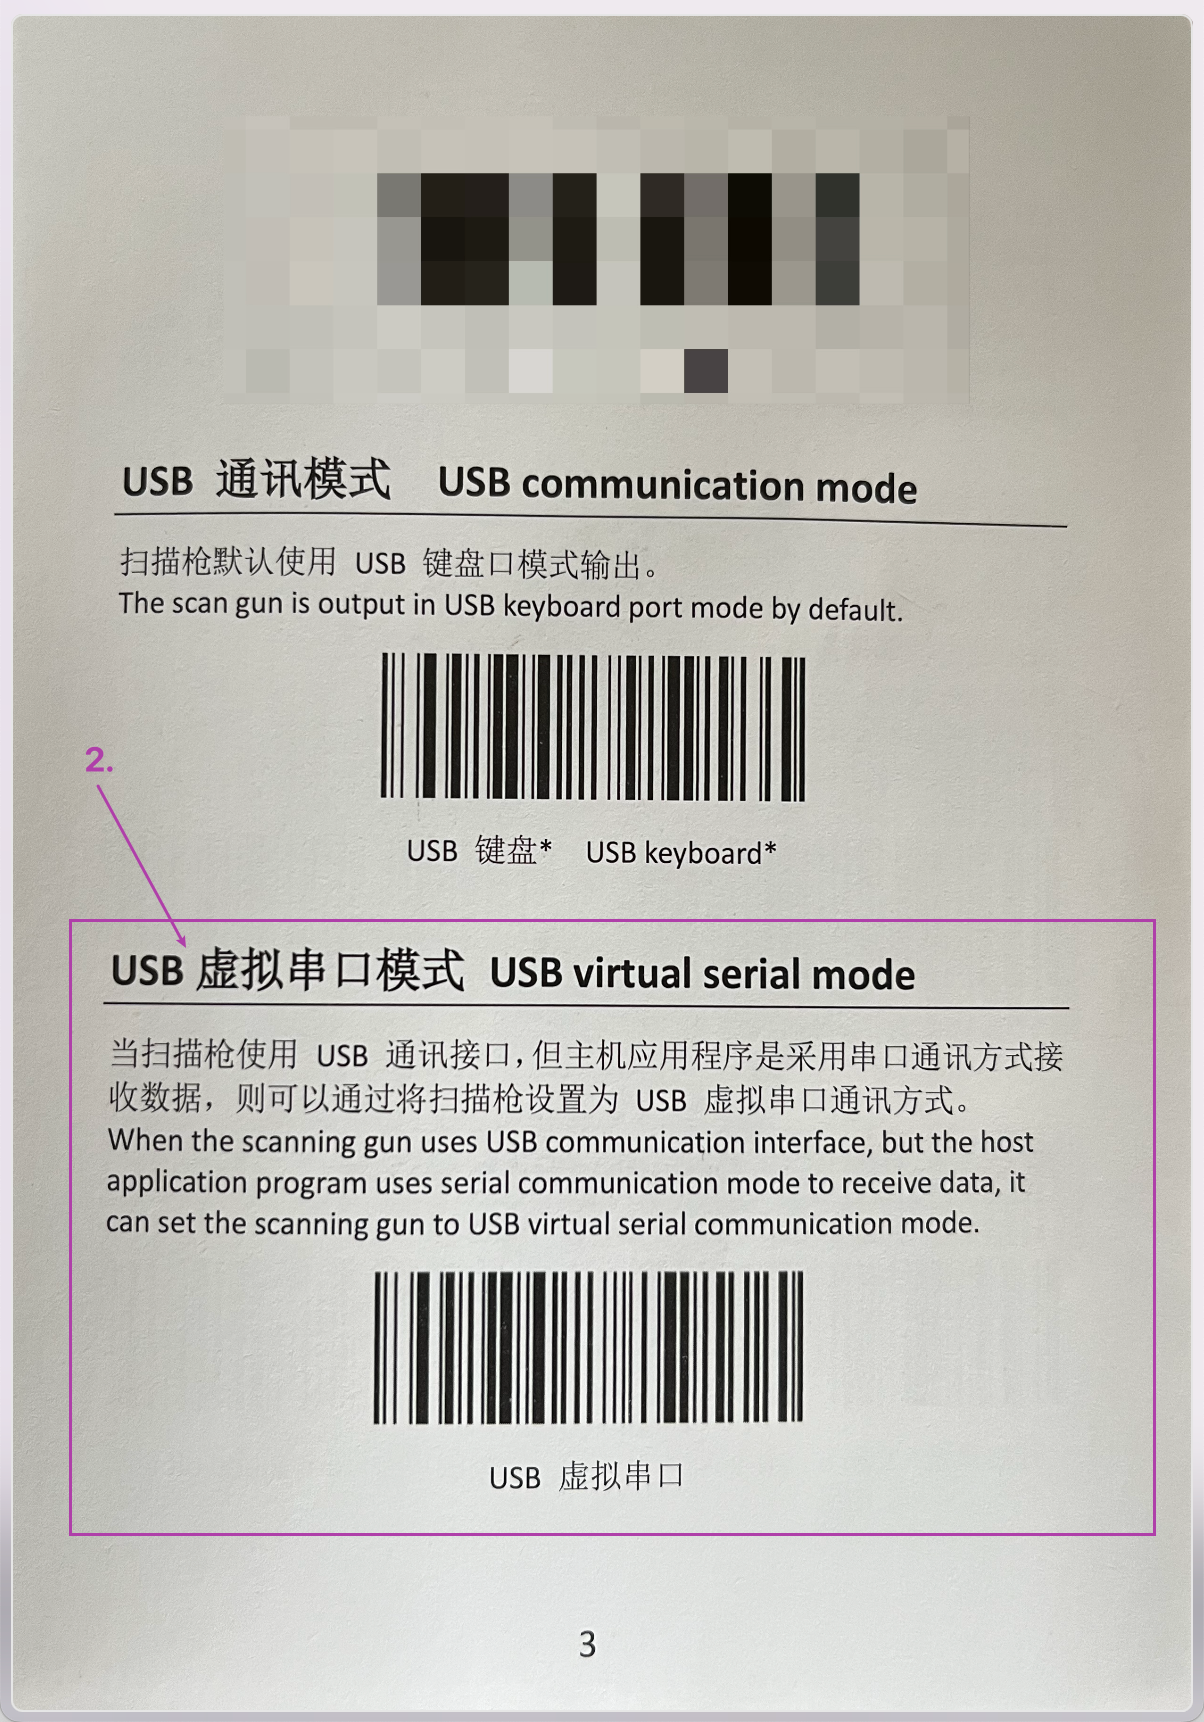 USB 通讯模式 USB communication mode
扫描枪默认使用 USB 键盘口模式输出。
The scan gun is output in USB keyboard port mode by default.
2.
USB 键盘* USB keyboard*
USB 虚拟串口模式 USB virtual serial mode
当扫描枪使用 USB 通讯接口，但主机应用程序是采用串口通讯方式接
收数据，则可以通过将扫描枪设置为 USB 虚拟串口通讯方式。
When the scanning gun uses USB communication interface, but the host
application program uses serial communication mode to receive data, it
can set the scanning gun to USB virtual serial communication mode.
USB 虚拟串口
3